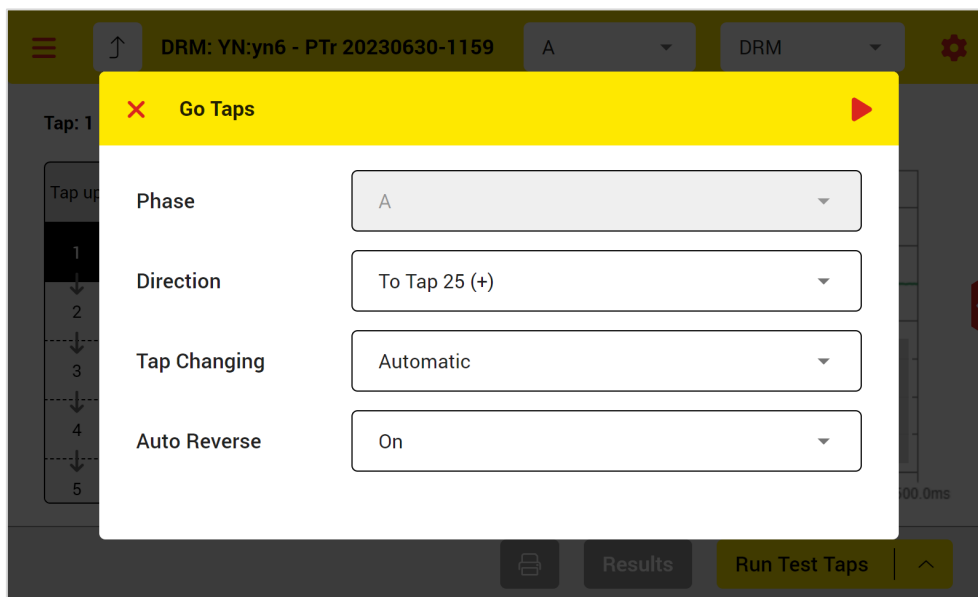 DRM: YN:yn6 - PTr 20230630-1159 A DRM
Go Taps
Tap: 1
Tap up
Phase A
1
Direction To Tap 25 (+)
2
Tap Changing Automatic
3
4
Auto Reverse On
5
500.0ms
Results Run Test Taps